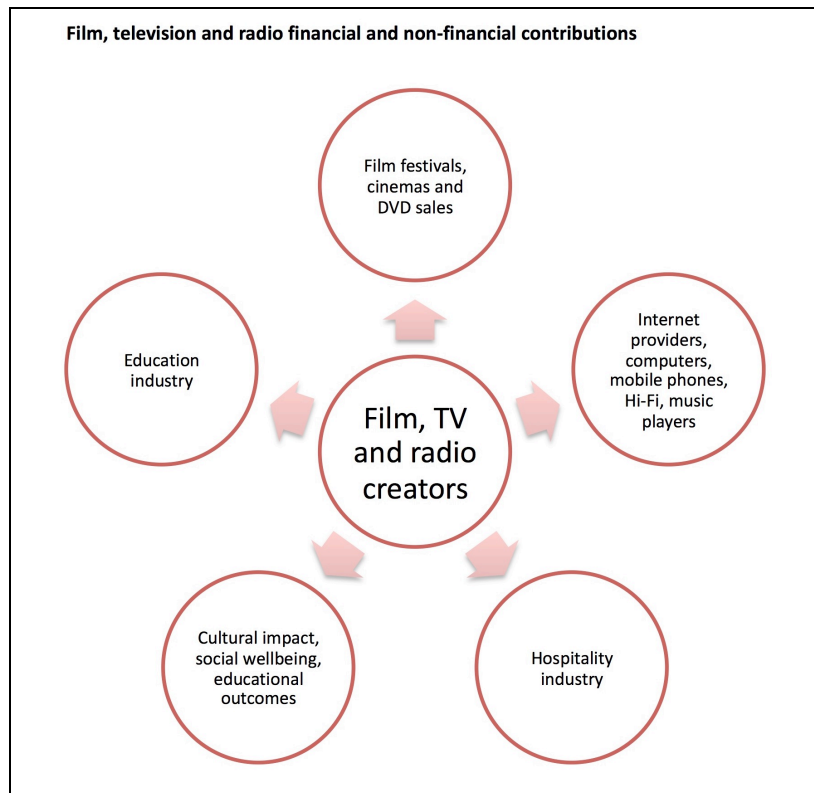 Film, television and radio financial and non-financial contributions
Film festivals,
cinemas and
DVD sales
Internet
providers,
computers,
mobile phones,
Hi-Fi, music
players
Education
industry
Film, TV
and radio
creators
Cultural impact,
social wellbeing,
educational
outcomes
Hospitality
industry